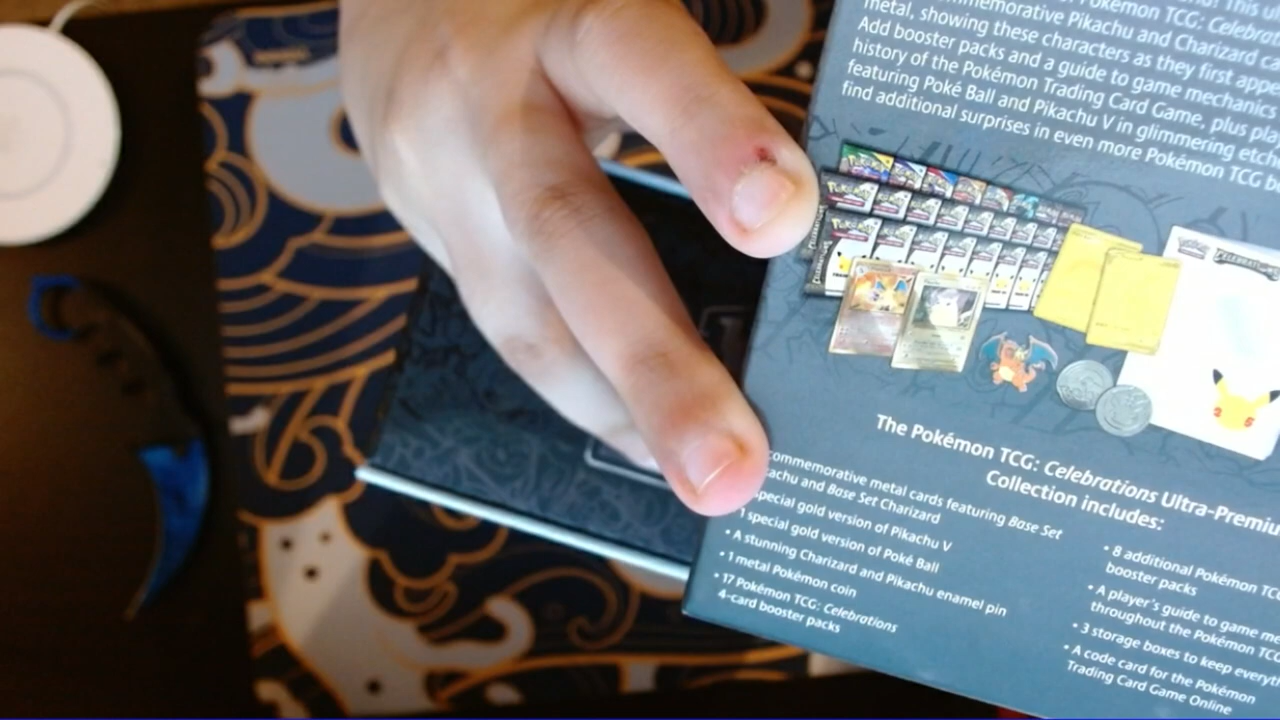 Pokémon TCG: Celebrat
memorative Pikachu and Charizard ca
metal, showing these characters as they first appe
Add booster packs and a guide to game mechanics
history of the Pokémon Trading Card Game, plus pla
featuring Poké Ball and Pikachu V in glimmering etch
find additional surprises in even more Pokémon TCG b
The Pokémon TCG: Celebrations Ultra-Premiu
Collection includes:
commemorative metal cards featuring Base Set
achu and Base Set Charizard
special gold version of Pikachu V
1 special gold version of Poké Ball
• A stunning Charizard and Pikachu enamel pin
• 1 metal Pokémon coin
• 17 Pokémon TCG: Celebrations
4-card booster packs
• 8 additional Pokémon TC
booster packs
• A player's guide to game me
throughout the Pokémon TCG
• 3 storage boxes to keep everyt
• A code card for the Pokémon
Trading Card Game Online